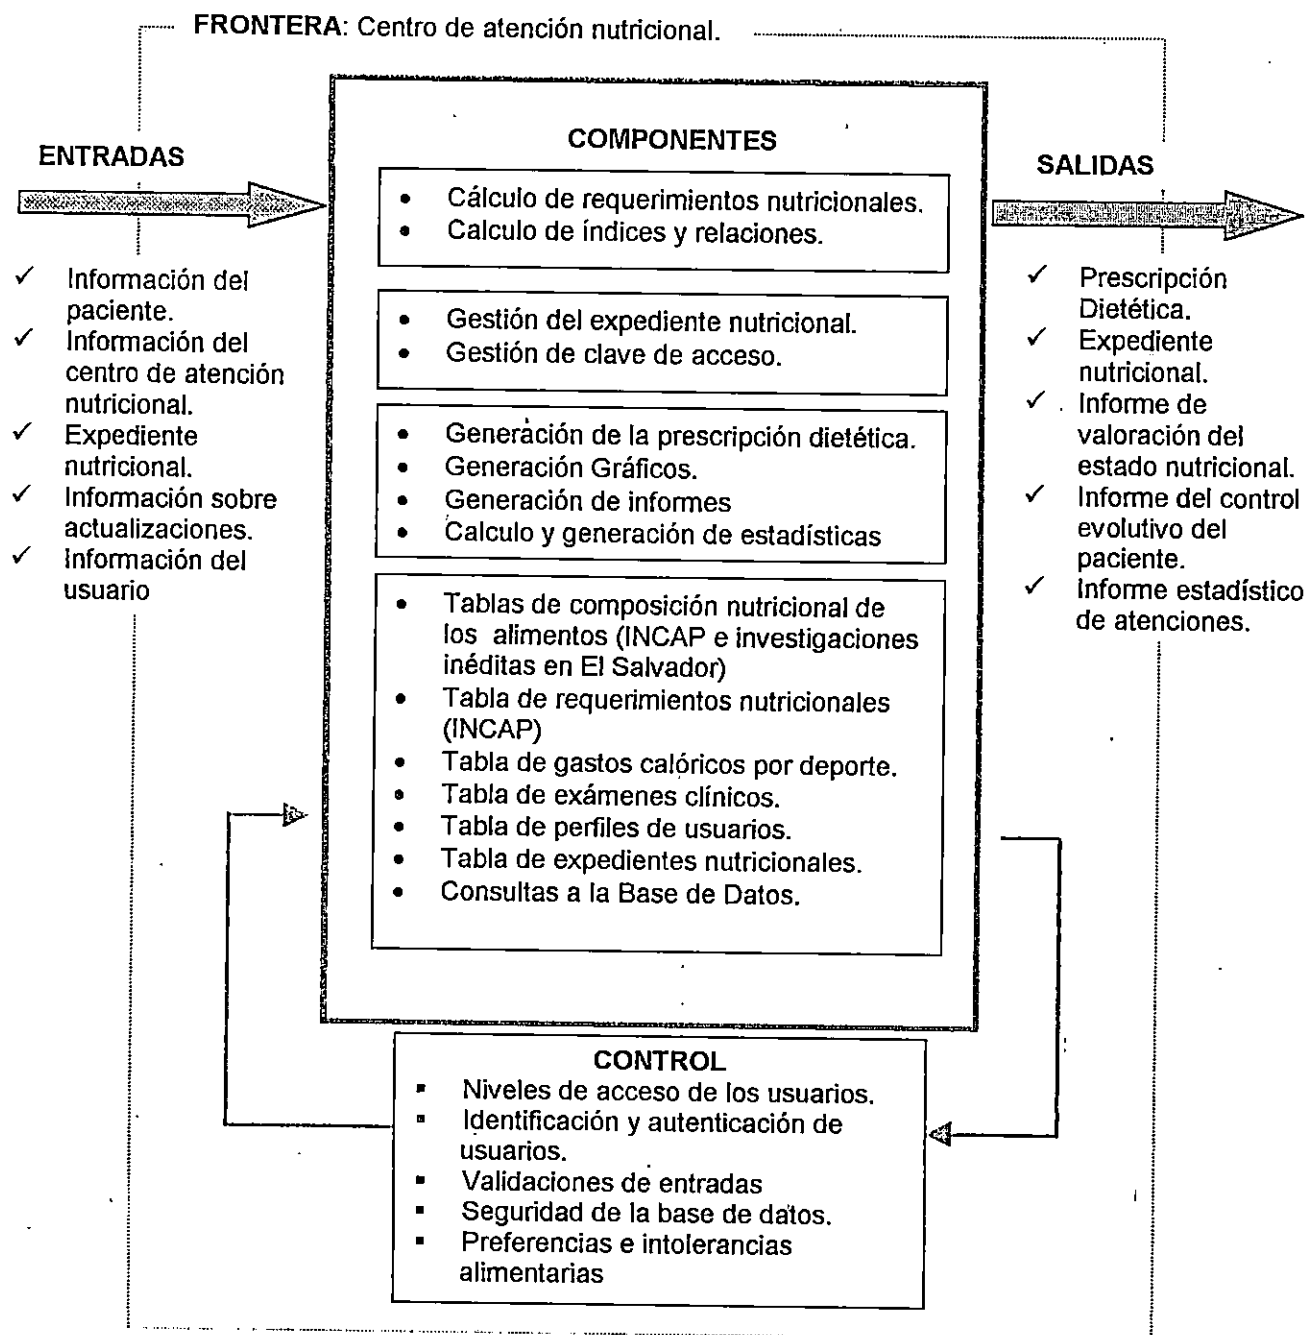 FRONTERA: Centro de atención nutricional.
ENTRADAS
✓ Información del
paciente.
✓ Información del
centro de atención
nutricional.
✓ Expediente
nutricional.
✓ Información sobre
actualizaciones.
✓ Información del
usuario
COMPONENTES
• Cálculo de requerimientos nutricionales.
• Calculo de índices y relaciones.
• Gestión del expediente nutricional.
• Gestión de clave de acceso.
• Generación de la prescripción dietética.
• Generación Gráficos.
• Generación de informes
• Calculo y generación de estadísticas
• Tablas de composición nutricional de
los alimentos (INCAP e investigaciones
inéditas en El Salvador)
• Tabla de requerimientos nutricionales
(INCAP)
• Tabla de gastos calóricos por deporte.
• Tabla de exámenes clínicos.
• Tabla de perfiles de usuarios.
• Tabla de expedientes nutricionales.
• Consultas a la Base de Datos.
SALIDAS
✓ Prescripción
Dietética.
✓ Expediente
nutricional.
✓ Informe de
valoración del
estado nutricional.
✓ Informe del control
evolutivo del
paciente.
✓ Informe estadístico
de atenciones.
CONTROL
▪ Niveles de acceso de los usuarios.
▪ Identificación y autenticación de
usuarios.
▪ Validaciones de entradas
▪ Seguridad de la base de datos.
▪ Preferencias e intolerancias
alimentarias